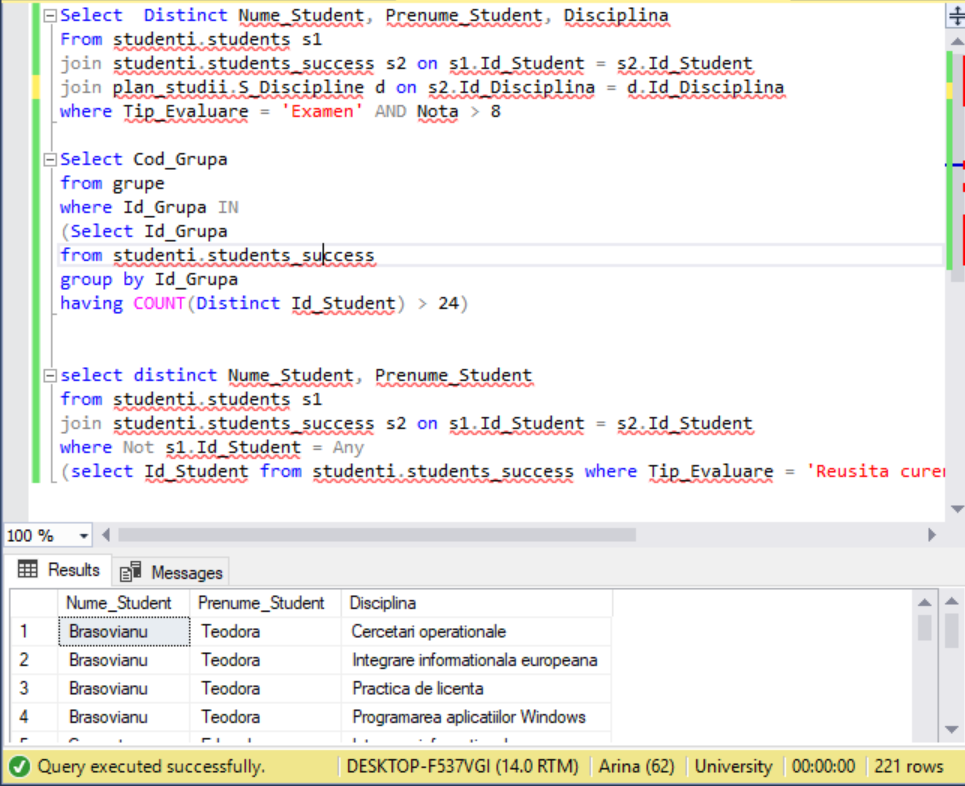 Select  Distinct Nume_Student, Prenume_Student, Disciplina
From studenti.students s1
join studenti.students_success s2 on s1.Id_Student = s2.Id_Student
join plan_studii.S_Discipline d on s2.Id_Disciplina = d.Id_Disciplina
where Tip_Evaluare = 'Examen' AND Nota > 8
Select Cod_Grupa
from grupe
where Id_Grupa IN
(Select Id_Grupa
from studenti.students_success
group by Id_Grupa
having COUNT(Distinct Id_Student) > 24)
select distinct Nume_Student, Prenume_Student
from studenti.students s1
join studenti.students_success s2 on s1.Id_Student = s2.Id_Student
where Not s1.Id_Student = Any
(select Id_Student from studenti.students_success where Tip_Evaluare = 'Reusita
100 %
Results Messages
Nume_Student Prenume_Student Disciplina
1 Brasovianu Teodora Cercetari operationale
2 Brasovianu Teodora Integrare informationala europeana
3 Brasovianu Teodora Practica de licenta
4 Brasovianu Teodora Programarea aplicatiilor Windows
Query executed successfully. DESKTOP-F537VGI (14.0 RTM) Arina (62) University 00:00:00 221 rows